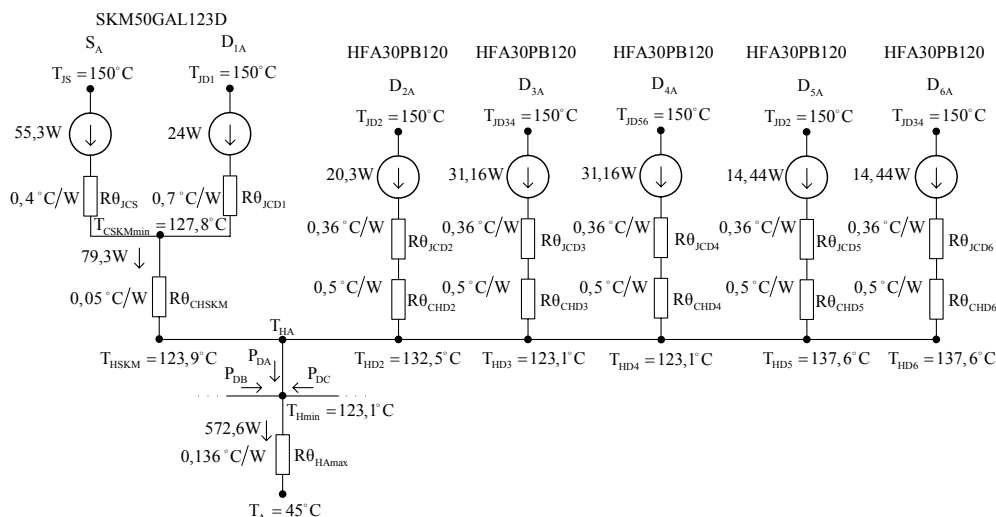 SKM50GAL123D
S_A D_1A
HFA30PB120 HFA30PB120 HFA30PB120 HFA30PB120 HFA30PB120
T_JS = 150°C T_JD1 = 150°C
D_2A D_3A D_4A D_5A D_6A
T_JD2 = 150°C T_JD34 = 150°C T_JD56 = 150°C T_JD2 = 150°C T_JD34 = 150°C
55,3W 24W
20,3W 31,16W 31,16W 14,44W 14,44W
0,4 °C/W Rθ_JCS 0,7 °C/W Rθ_JCD1
T_CSKMmin = 127,8°C
0,36 °C/W Rθ_JCD2 0,36 °C/W Rθ_JCD3 0,36 °C/W Rθ_JCD4 0,36 °C/W Rθ_JCD5 0,36 °C/W Rθ_JCD6
79,3W
0,05 °C/W Rθ_CHSKM
0,5 °C/W Rθ_CHD2 0,5 °C/W Rθ_CHD3 0,5 °C/W Rθ_CHD4 0,5 °C/W Rθ_CHD5 0,5 °C/W Rθ_CHD6
T_HA
T_HSKM = 123,9°C T_HD2 = 132,5°C T_HD3 = 123,1°C T_HD4 = 123,1°C T_HD5 = 137,6°C T_HD6 = 137,6°C
P_DA
P_DB P_DC
T_Hmin = 123,1°C
572,6W
0,136 °C/W Rθ_HAmax
T_A = 45°C